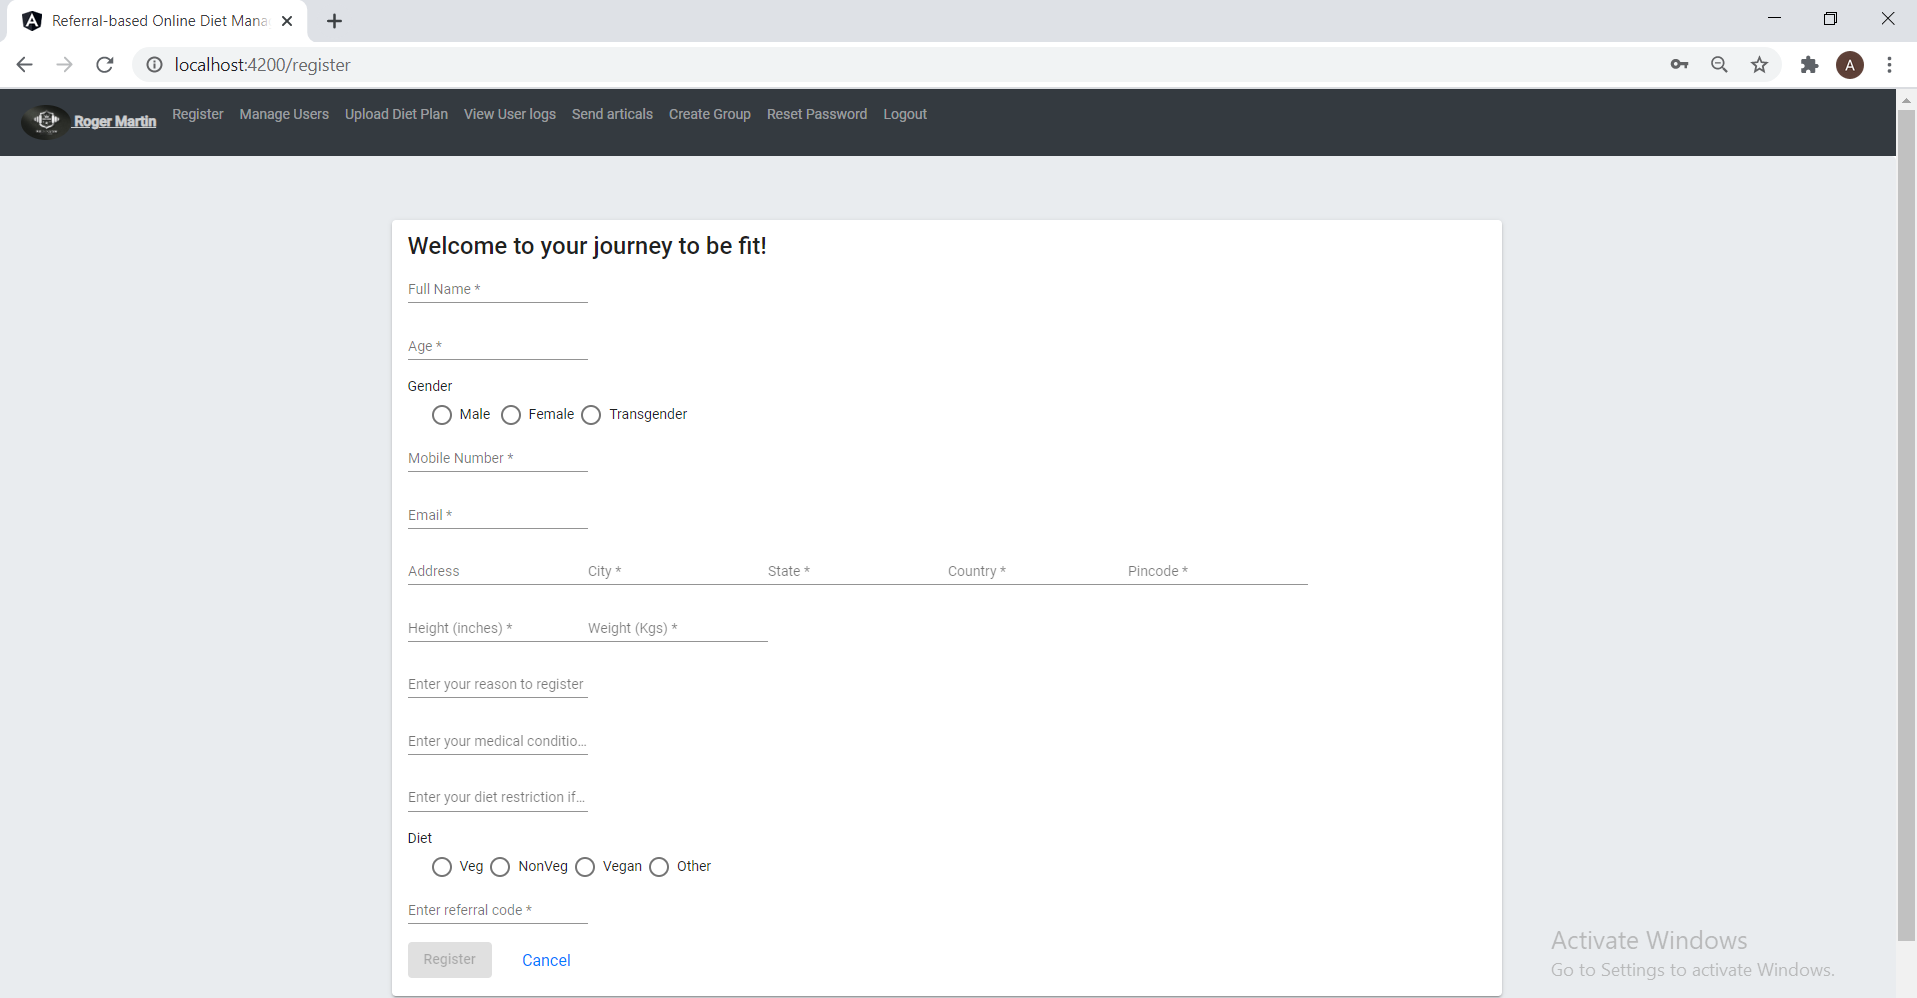 Referral-based Online Diet Mana
localhost:4200/register
A
Roger Martin Register Manage Users Upload Diet Plan View User logs Send articals Create Group Reset Password Logout
Welcome to your journey to be fit!
Full Name *
Age *
Gender
Male Female Transgender
Mobile Number *
Email *
Address City * State * Country * Pincode *
Height (inches) * Weight (Kgs) *
Enter your reason to register
Enter your medical conditio...
Enter your diet restriction if...
Diet
Veg NonVeg Vegan Other
Enter referral code *
Register Cancel
Activate Windows
Go to Settings to activate Windows.